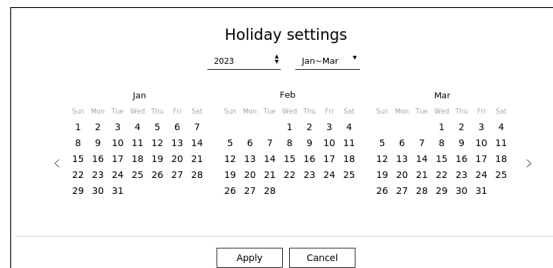 Holiday settings
2023 Jan~Mar
Jan Feb Mar
Sun Mon Tue Wed Thu Fri Sat Sun Mon Tue Wed Thu Fri Sat Sun Mon Tue Wed Thu Fri Sat
1 2 3 4 5 6 7 1 2 3 4 1 2 3 4
8 9 10 11 12 13 14 5 6 7 8 9 10 11 5 6 7 8 9 10 11
15 16 17 18 19 20 21 12 13 14 15 16 17 18 12 13 14 15 16 17 18
22 23 24 25 26 27 28 19 20 21 22 23 24 25 19 20 21 22 23 24 25
29 30 31 26 27 28 26 27 28 29 30 31
Apply Cancel